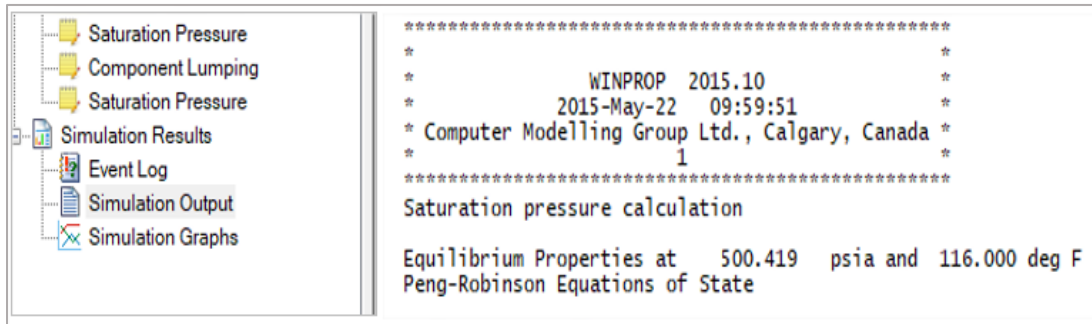 Saturation Pressure
Component Lumping
Saturation Pressure
Simulation Results
Event Log
Simulation Output
Simulation Graphs
**************************************************
* *
* WINPROP 2015.10 *
* 2015-May-22 09:59:51 *
* Computer Modelling Group Ltd., Calgary, Canada *
* 1 *
**************************************************
Saturation pressure calculation
Equilibrium Properties at 500.419 psia and 116.000 deg F
Peng-Robinson Equations of State